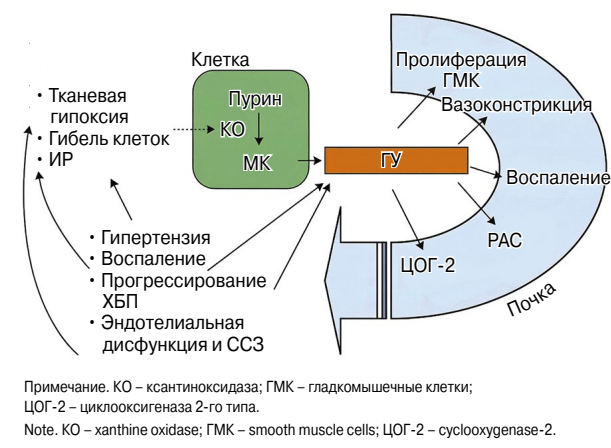 Клетка
Пурин
КО
МК
• Тканевая
гипоксия
• Гибель клеток
• ИР
ГУ
Пролиферация
ГМК
Вазоконстрикция
Воспаление
РАС
ЦОГ-2
Почка
• Гипертензия
• Воспаление
• Прогрессирование
ХБП
• Эндотелиальная
дисфункция и ССЗ
Примечание. КО – ксантиноксидаза; ГМК – гладкомышечные клетки;
ЦОГ-2 – циклооксигеназа 2-го типа.
Note. КО – xanthine oxidase; ГМК – smooth muscle cells; ЦОГ-2 – cyclooxygenase-2.